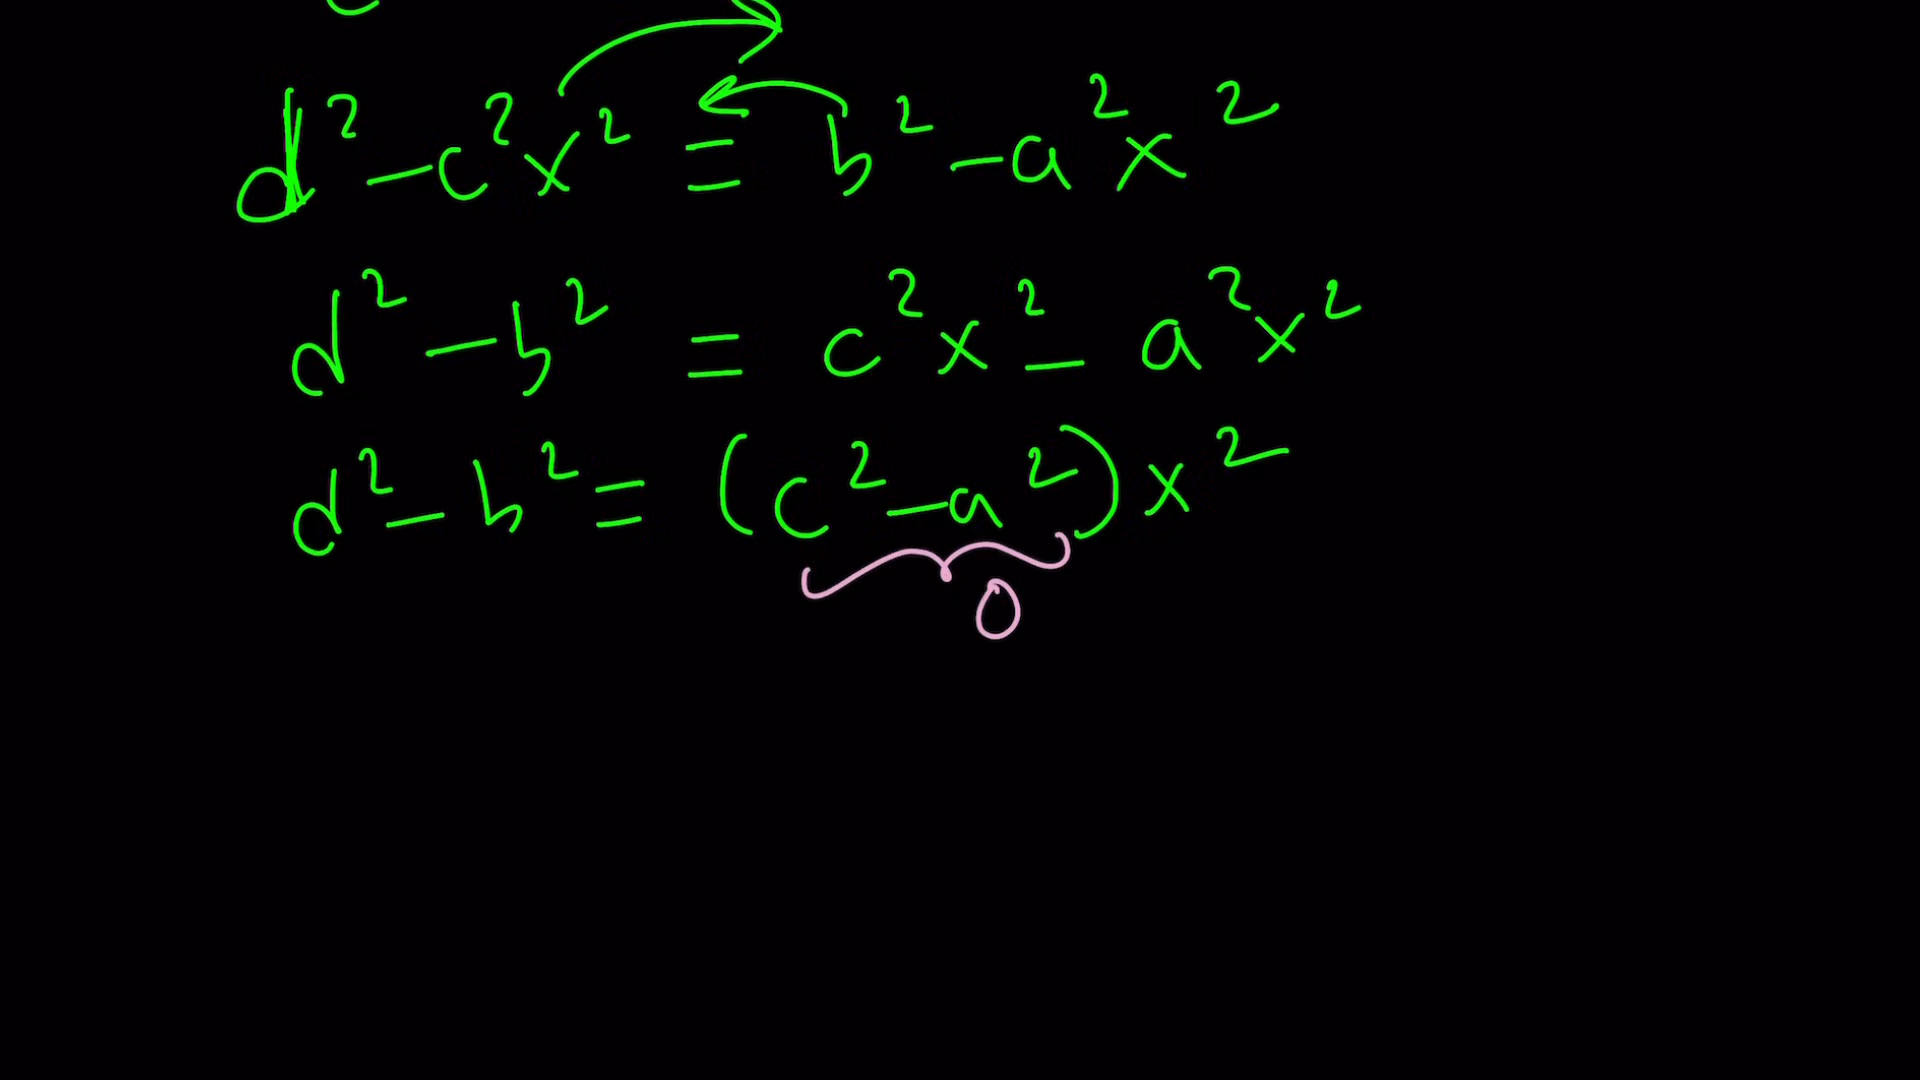 d² - c²x² = b² - a²x²
d² - b² = c²x² - a²x²
d² - b² = (c² - a²)x²
0